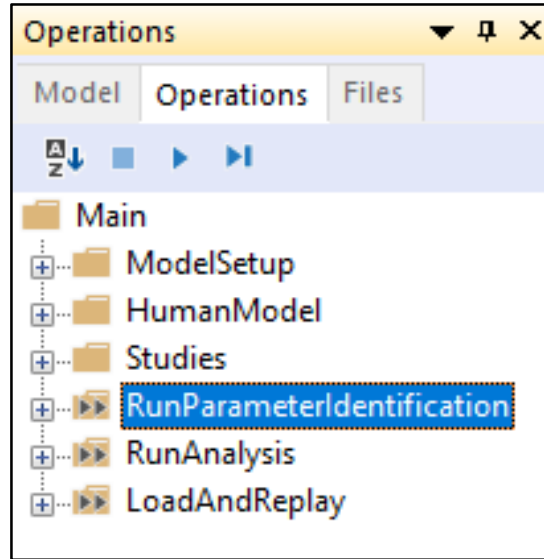 Operations
Model Operations Files
A
Z
Main
ModelSetup
HumanModel
Studies
RunParameterIdentification
RunAnalysis
LoadAndReplay